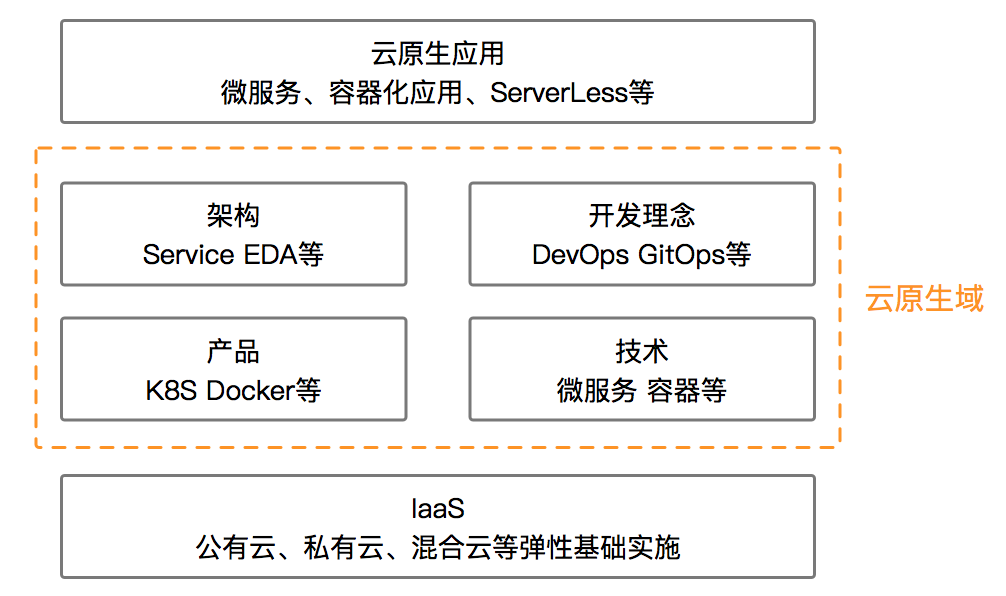 云原生应用
微服务、容器化应用、ServerLess等
架构
Service EDA等
开发理念
DevOps GitOps等
云原生域
产品
K8S Docker等
技术
微服务 容器等
IaaS
公有云、私有云、混合云等弹性基础实施